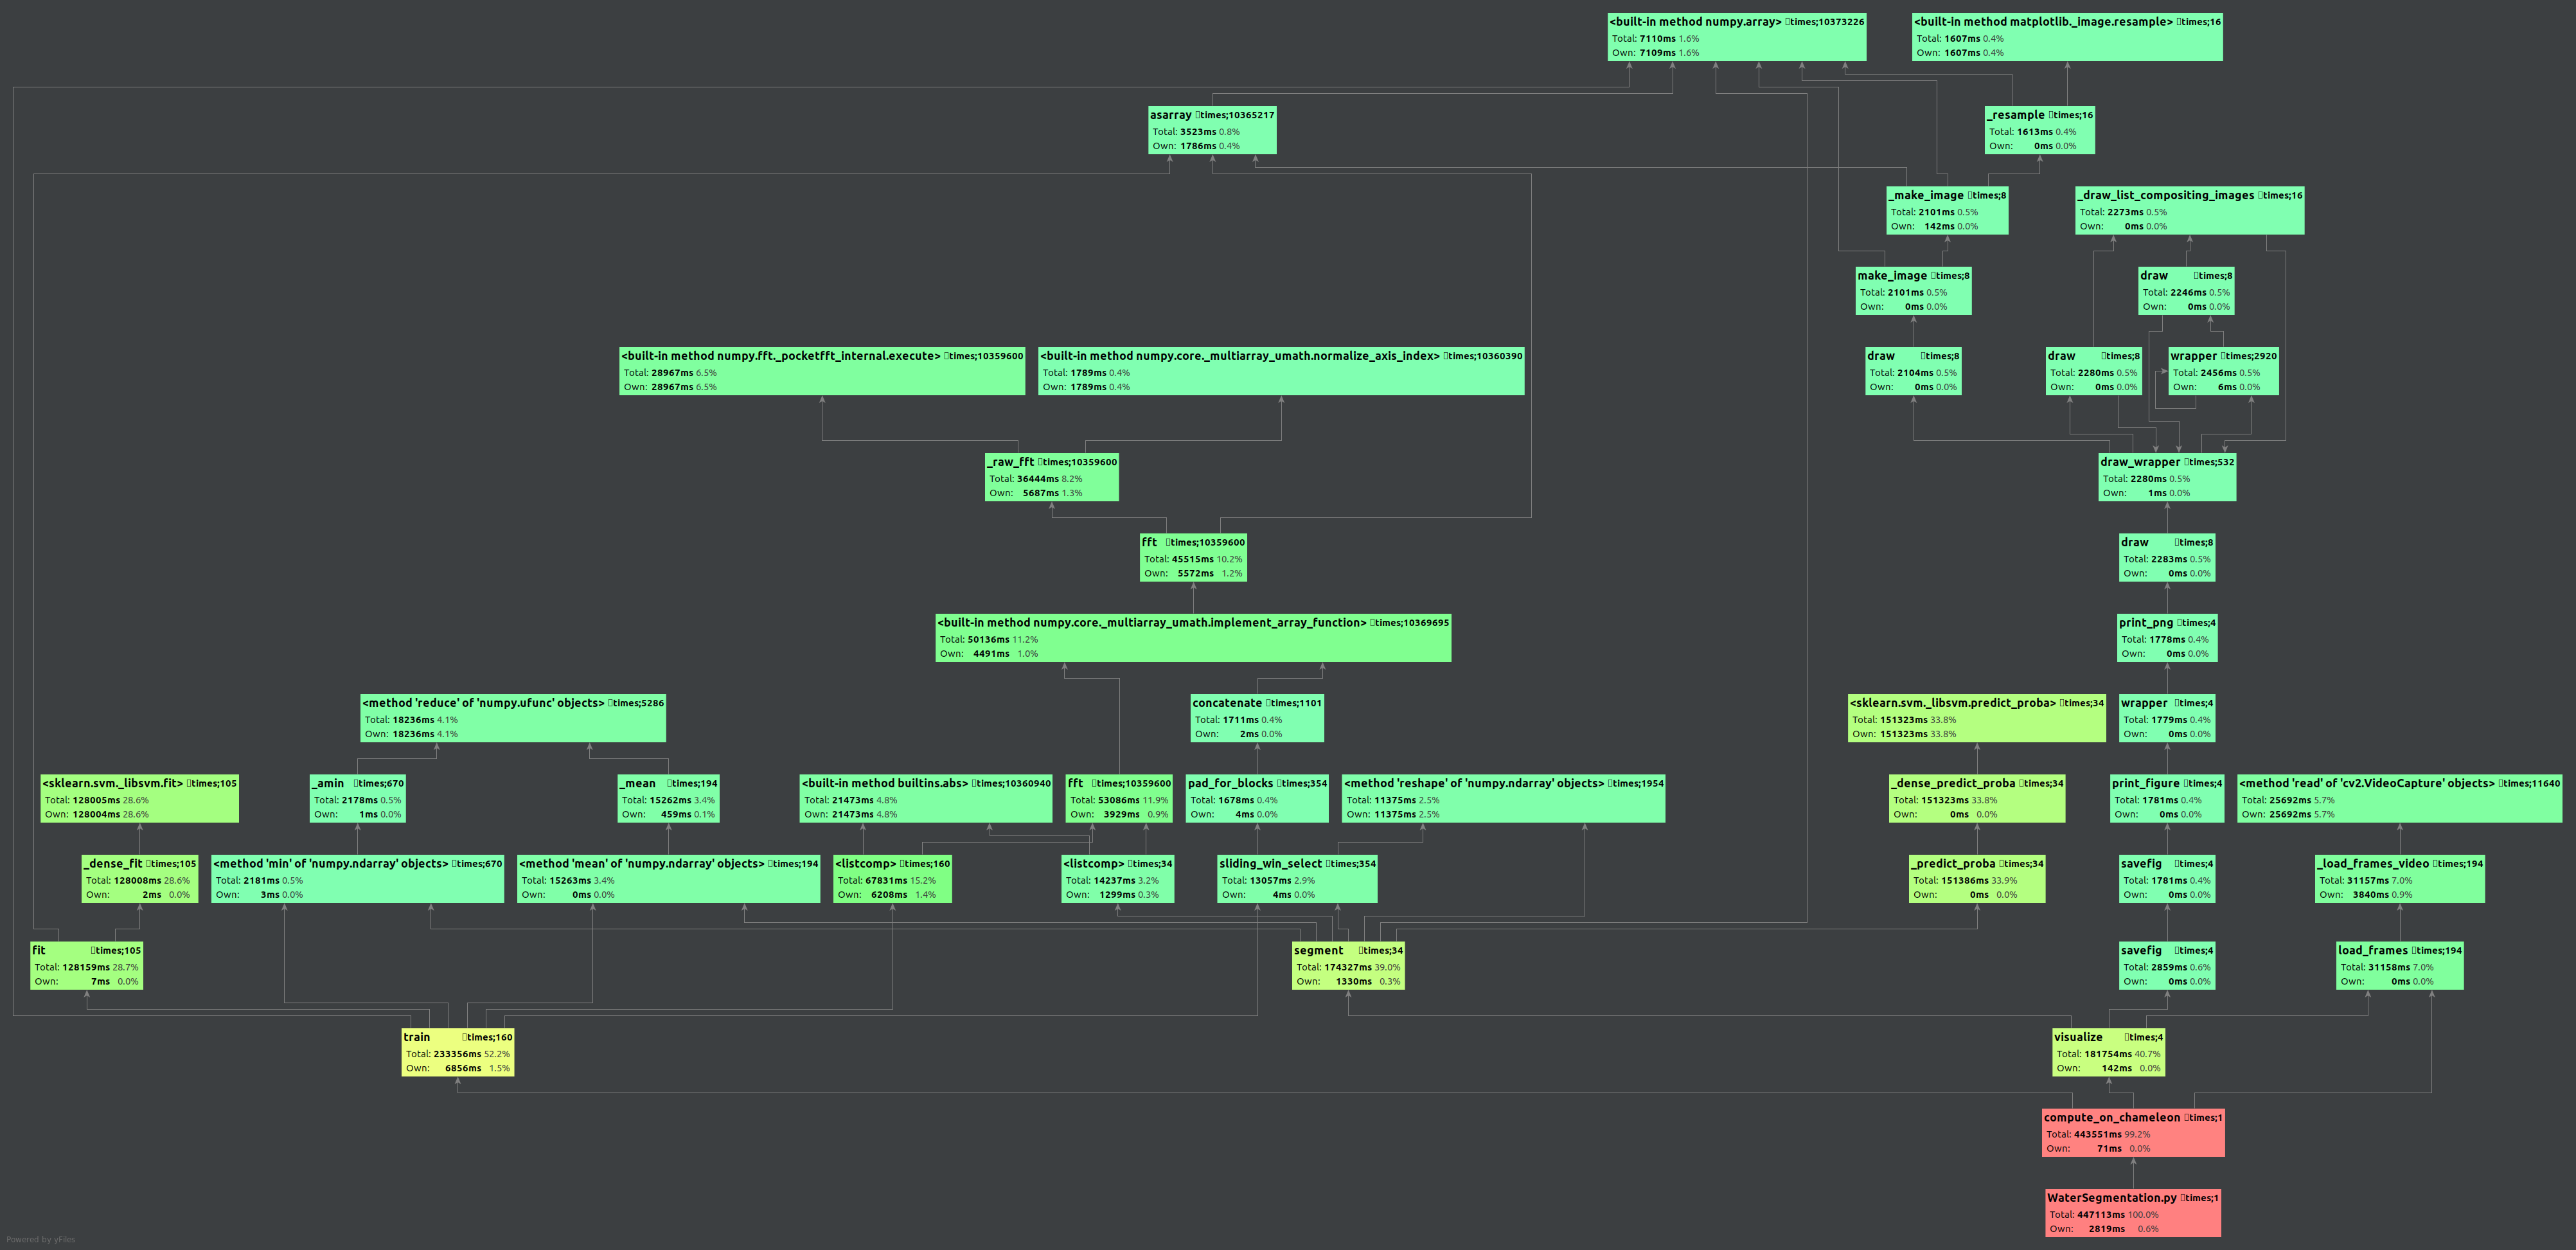 <built-in method numpy.array> ▯times;10373226
Total: 7110ms 1.6%
Own: 7109ms 1.6%
<built-in method matplotlib._image.resample> ▯times;16
Total: 1607ms 0.4%
Own: 1607ms 0.4%
asarray ▯times;10365217
Total: 3523ms 0.8%
Own: 1786ms 0.4%
_resample ▯times;16
Total: 1613ms 0.4%
Own: 0ms 0.0%
_make_image ▯times;8
Total: 2101ms 0.5%
Own: 142ms 0.0%
_draw_list_compositing_images ▯times;16
Total: 2273ms 0.5%
Own: 0ms 0.0%
make_image ▯times;8
Total: 2101ms 0.5%
Own: 0ms 0.0%
draw ▯times;8
Total: 2246ms 0.5%
Own: 0ms 0.0%
<built-in method numpy.fft._pocketfft_internal.execute> ▯times;10359600
Total: 28967ms 6.5%
Own: 28967ms 6.5%
<built-in method numpy.core._multiarray_umath.normalize_axis_index> ▯times;10360390
Total: 1789ms 0.4%
Own: 1789ms 0.4%
draw ▯times;8
Total: 2104ms 0.5%
Own: 0ms 0.0%
draw ▯times;8
Total: 2280ms 0.5%
Own: 0ms 0.0%
wrapper ▯times;2920
Total: 2456ms 0.5%
Own: 6ms 0.0%
_raw_fft ▯times;10359600
Total: 36444ms 8.2%
Own: 5687ms 1.3%
draw_wrapper ▯times;532
Total: 2280ms 0.5%
Own: 1ms 0.0%
fft ▯times;10359600
Total: 45515ms 10.2%
Own: 5572ms 1.2%
draw ▯times;8
Total: 2283ms 0.5%
Own: 0ms 0.0%
<built-in method numpy.core._multiarray_umath.implement_array_function> ▯times;10369695
Total: 50136ms 11.2%
Own: 4491ms 1.0%
print_png ▯times;4
Total: 1778ms 0.4%
Own: 0ms 0.0%
<method 'reduce' of 'numpy.ufunc' objects> ▯times;5286
Total: 18236ms 4.1%
Own: 18236ms 4.1%
concatenate ▯times;1101
Total: 1711ms 0.4%
Own: 2ms 0.0%
<sklearn.svm._libsvm.predict_proba> ▯times;34
Total: 151323ms 33.8%
Own: 151323ms 33.8%
wrapper ▯times;4
Total: 1779ms 0.4%
Own: 0ms 0.0%
<sklearn.svm._libsvm.fit> ▯times;105
Total: 128005ms 28.6%
Own: 128004ms 28.6%
_amin ▯times;670
Total: 2178ms 0.5%
Own: 1ms 0.0%
_mean ▯times;194
Total: 15262ms 3.4%
Own: 459ms 0.1%
<built-in method builtins.abs> ▯times;10360940
Total: 21473ms 4.8%
Own: 21473ms 4.8%
fft ▯times;10359600
Total: 53086ms 11.9%
Own: 3929ms 0.9%
pad_for_blocks ▯times;354
Total: 1678ms 0.4%
Own: 4ms 0.0%
<method 'reshape' of 'numpy.ndarray' objects> ▯times;1954
Total: 11375ms 2.5%
Own: 11375ms 2.5%
_dense_predict_proba ▯times;34
Total: 151323ms 33.8%
Own: 0ms 0.0%
print_figure ▯times;4
Total: 1781ms 0.4%
Own: 0ms 0.0%
<method 'read' of 'cv2.VideoCapture' objects> ▯times;11640
Total: 25692ms 5.7%
Own: 25692ms 5.7%
_dense_fit ▯times;105
Total: 128008ms 28.6%
Own: 2ms 0.0%
<method 'min' of 'numpy.ndarray' objects> ▯times;670
Total: 2181ms 0.5%
Own: 3ms 0.0%
<method 'mean' of 'numpy.ndarray' objects> ▯times;194
Total: 15263ms 3.4%
Own: 0ms 0.0%
<listcomp> ▯times;160
Total: 67831ms 15.2%
Own: 6208ms 1.4%
<listcomp> ▯times;34
Total: 14237ms 3.2%
Own: 1299ms 0.3%
sliding_win_select ▯times;354
Total: 13057ms 2.9%
Own: 4ms 0.0%
_predict_proba ▯times;34
Total: 151386ms 33.9%
Own: 0ms 0.0%
savefig ▯times;4
Total: 1781ms 0.4%
Own: 0ms 0.0%
_load_frames_video ▯times;194
Total: 31157ms 7.0%
Own: 3840ms 0.9%
fit ▯times;105
Total: 128159ms 28.7%
Own: 7ms 0.0%
segment ▯times;34
Total: 174327ms 39.0%
Own: 1330ms 0.3%
savefig ▯times;4
Total: 2859ms 0.6%
Own: 0ms 0.0%
load_frames ▯times;194
Total: 31158ms 7.0%
Own: 0ms 0.0%
train ▯times;160
Total: 233356ms 52.2%
Own: 6856ms 1.5%
visualize ▯times;4
Total: 181754ms 40.7%
Own: 142ms 0.0%
compute_on_chameleon ▯times;1
Total: 443551ms 99.2%
Own: 71ms 0.0%
WaterSegmentation.py ▯times;1
Total: 447113ms 100.0%
Own: 2819ms 0.6%
Powered by yFiles